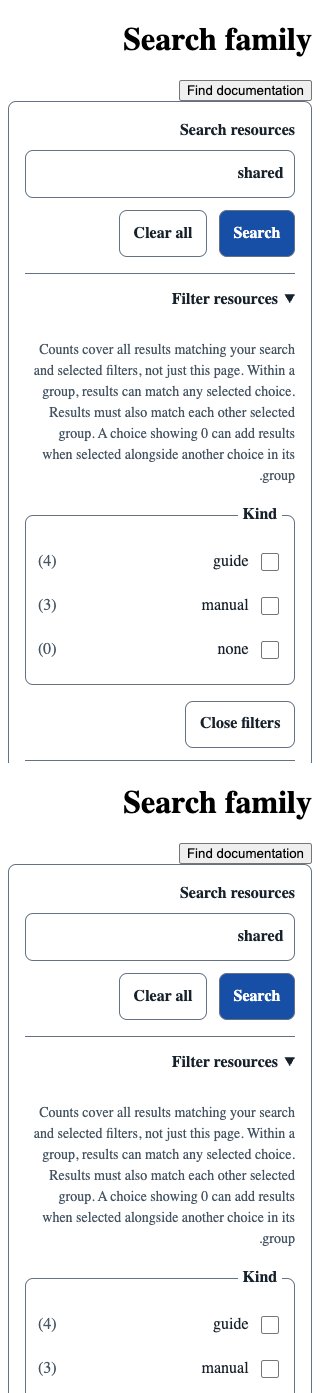 Search family
Find documentation
Search resources
shared
Search Clear all
Filter resources ▼
Counts cover all results matching your search
and selected filters, not just this page. Within a
group, results can match any selected choice.
Results must also match each other selected
group. A choice showing 0 can add results
when selected alongside another choice in its
group.
Kind
guide (4)
manual (3)
none (0)
Close filters
Search family
Find documentation
Search resources
shared
Search Clear all
Filter resources ▼
Counts cover all results matching your search
and selected filters, not just this page. Within a
group, results can match any selected choice.
Results must also match each other selected
group. A choice showing 0 can add results
when selected alongside another choice in its
group.
Kind
guide (4)
manual (3)